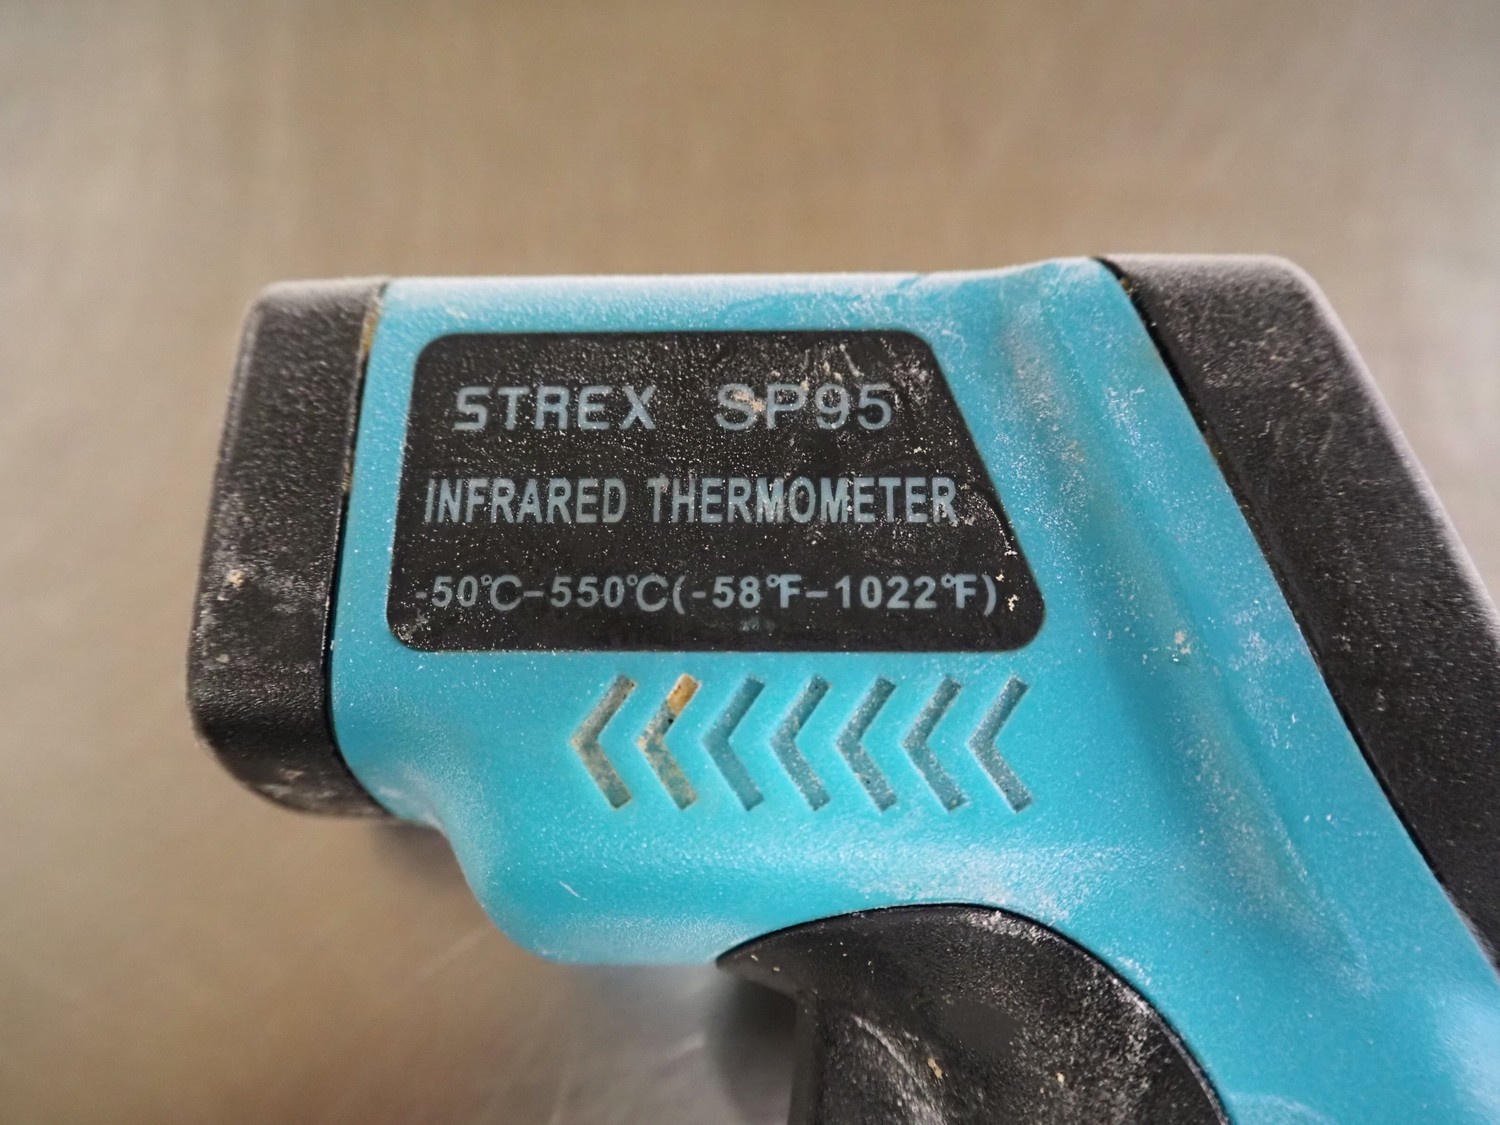 STREX SP95
INFRARED THERMOMETER
-50℃-550℃(-58℉-1022℉)